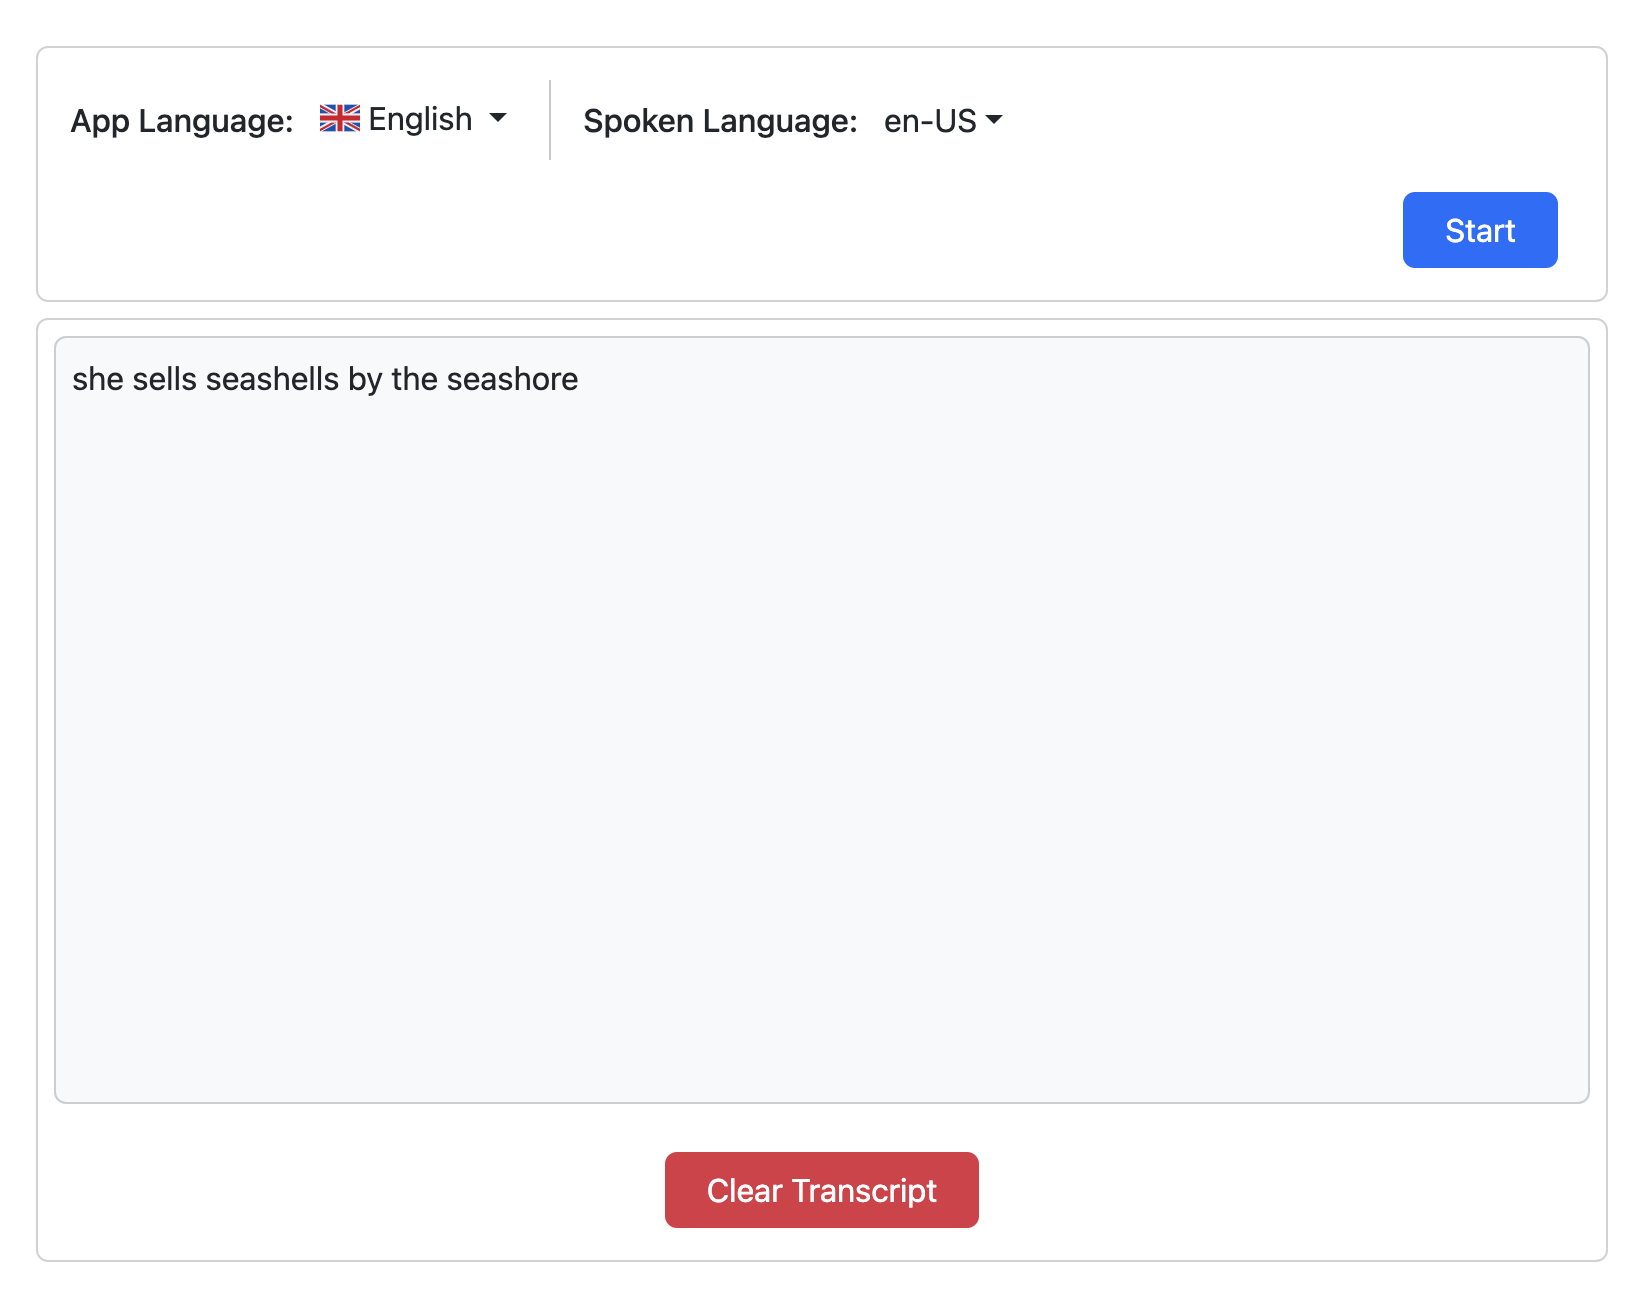 App Language: English Spoken Language: en-US
Start
she sells seashells by the seashore
Clear Transcript